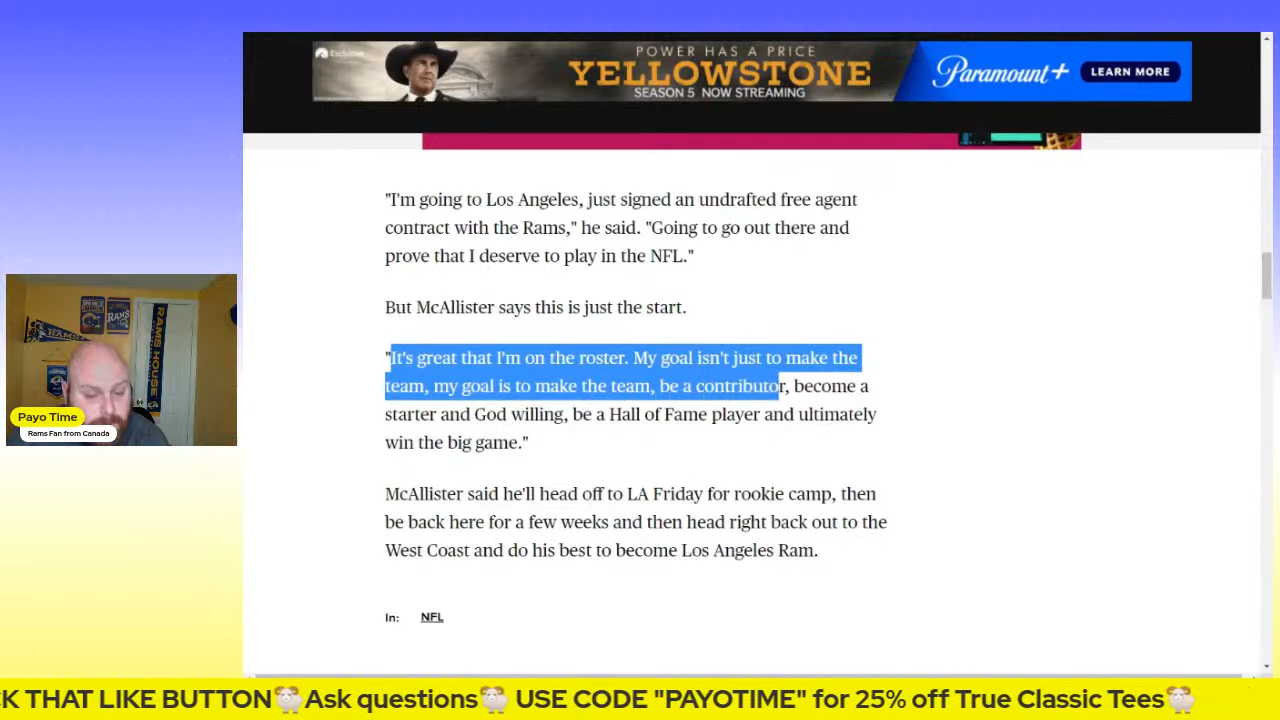 Exclusive
POWER HAS A PRICE
YELLOWSTONE
SEASON 5 NOW STREAMING
Paramount+
LEARN MORE
"I'm going to Los Angeles, just signed an undrafted free agent
contract with the Rams," he said. "Going to go out there and
prove that I deserve to play in the NFL."
But McAllister says this is just the start.
"It's great that I'm on the roster. My goal isn't just to make the
team, my goal is to make the team, be a contributor, become a
starter and God willing, be a Hall of Fame player and ultimately
win the big game."
McAllister said he'll head off to LA Friday for rookie camp, then
be back here for a few weeks and then head right back out to the
West Coast and do his best to become Los Angeles Ram.
In: NFL
RAMS
RAMS
RAMS HOUSE
Payo Time
Rams Fan from Canada
CK THAT LIKE BUTTON🐏Ask questions🐏 USE CODE "PAYOTIME" for 25% off True Classic Tees🐏